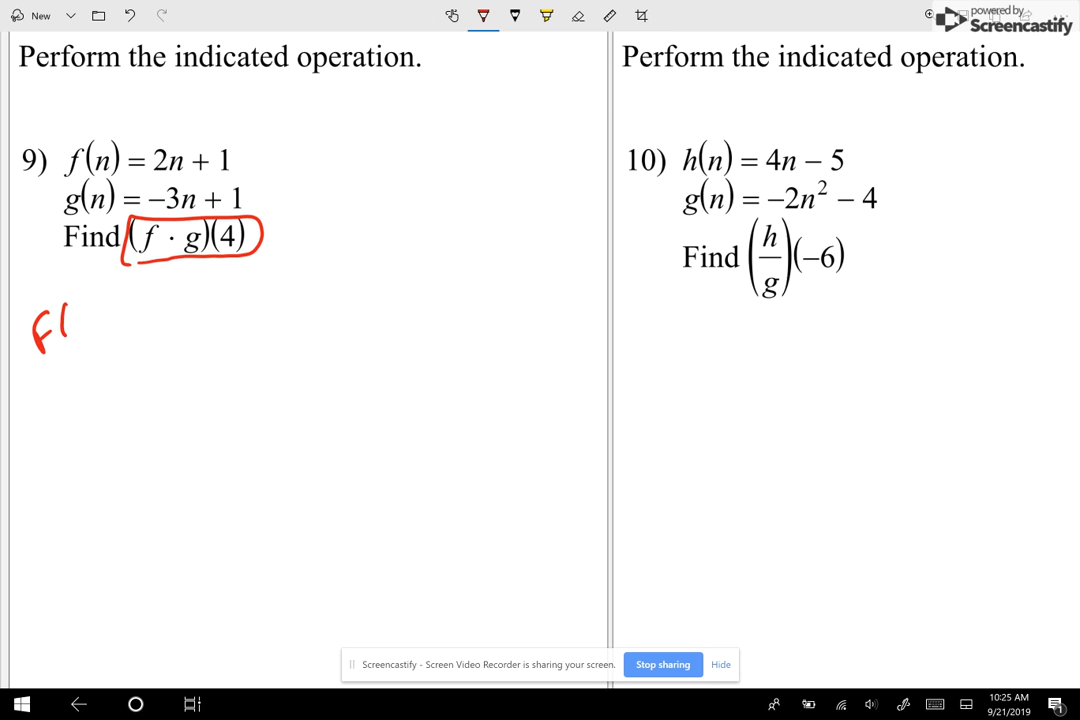 New
powered by
Screencastify
Perform the indicated operation.
9) f(n) = 2n + 1
g(n) = −3n + 1
Find (f · g)(4)
F(
Perform the indicated operation.
10) h(n) = 4n − 5
g(n) = −2n² − 4
Find (h/g)(−6)
Screencastify - Screen Video Recorder is sharing your screen.
Stop sharing
Hide
10:25 AM
9/21/2019
1